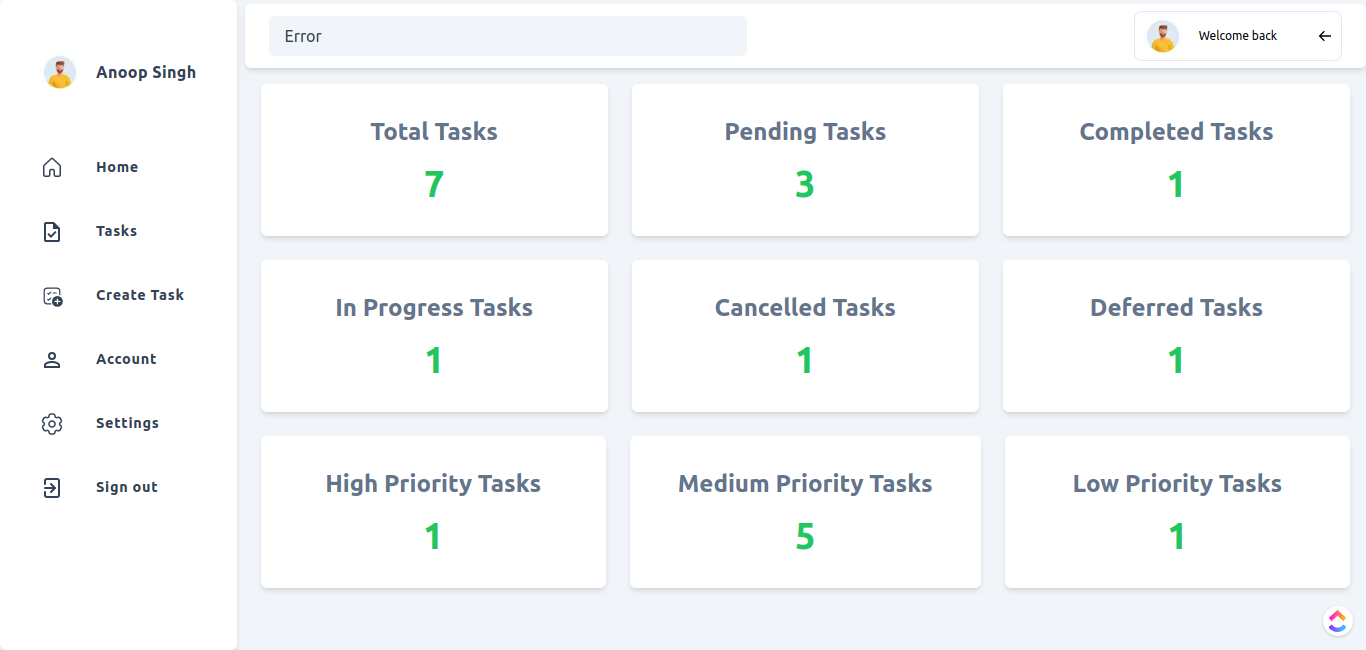 Anoop Singh
Home
Tasks
Create Task
Account
Settings
Sign out
Error
Welcome back
Total Tasks
7
Pending Tasks
3
Completed Tasks
1
In Progress Tasks
1
Cancelled Tasks
1
Deferred Tasks
1
High Priority Tasks
1
Medium Priority Tasks
5
Low Priority Tasks
1